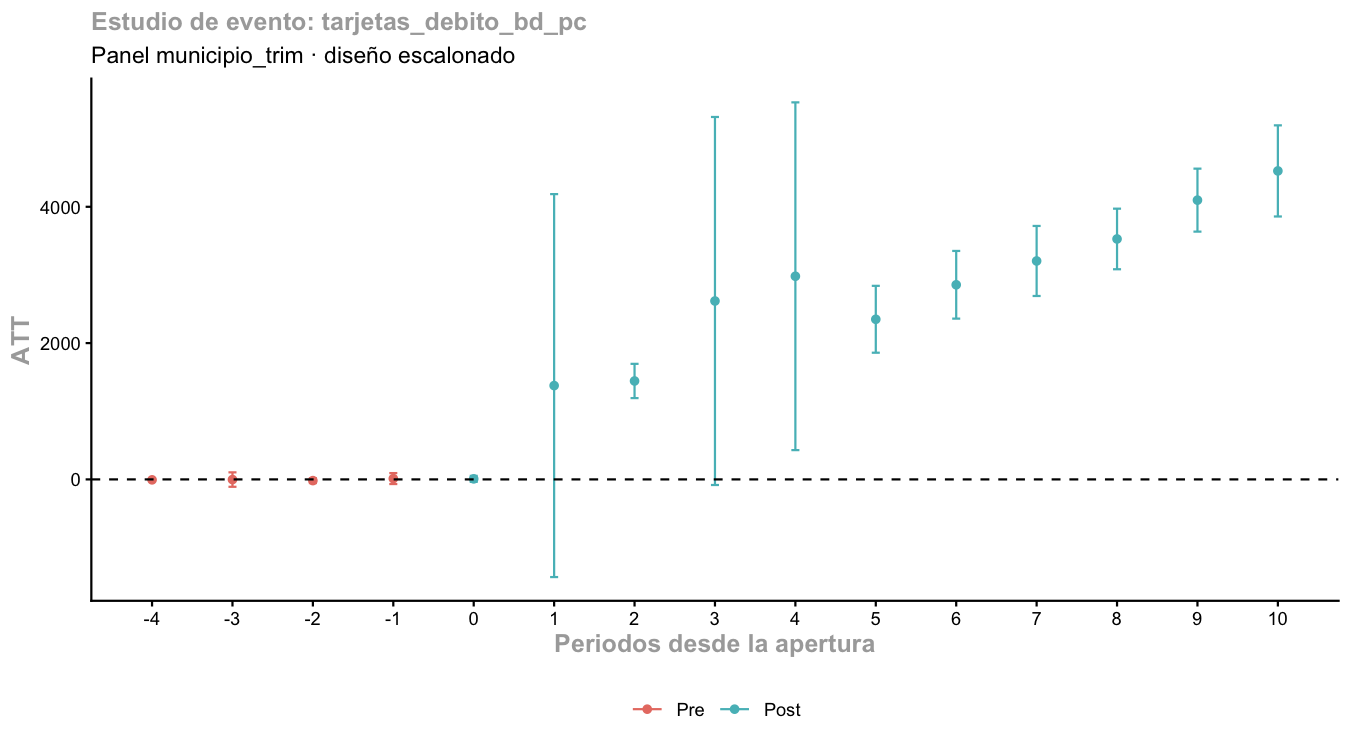 Estudio de evento: tarjetas_debito_bd_pc
Panel municipio_trim · diseño escalonado
ATT
4000
2000
0
-4 -3 -2 -1 0 1 2 3 4 5 6 7 8 9 10
Periodos desde la apertura
Pre Post